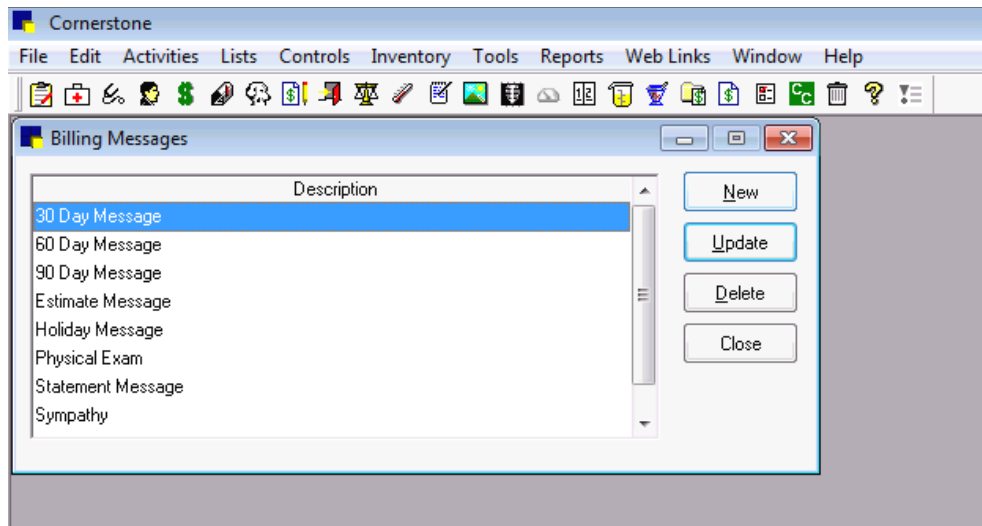 Cornerstone
File Edit Activities Lists Controls Inventory Tools Reports Web Links Window Help
Billing Messages
Description
30 Day Message
60 Day Message
90 Day Message
Estimate Message
Holiday Message
Physical Exam
Statement Message
Sympathy
New
Update
Delete
Close